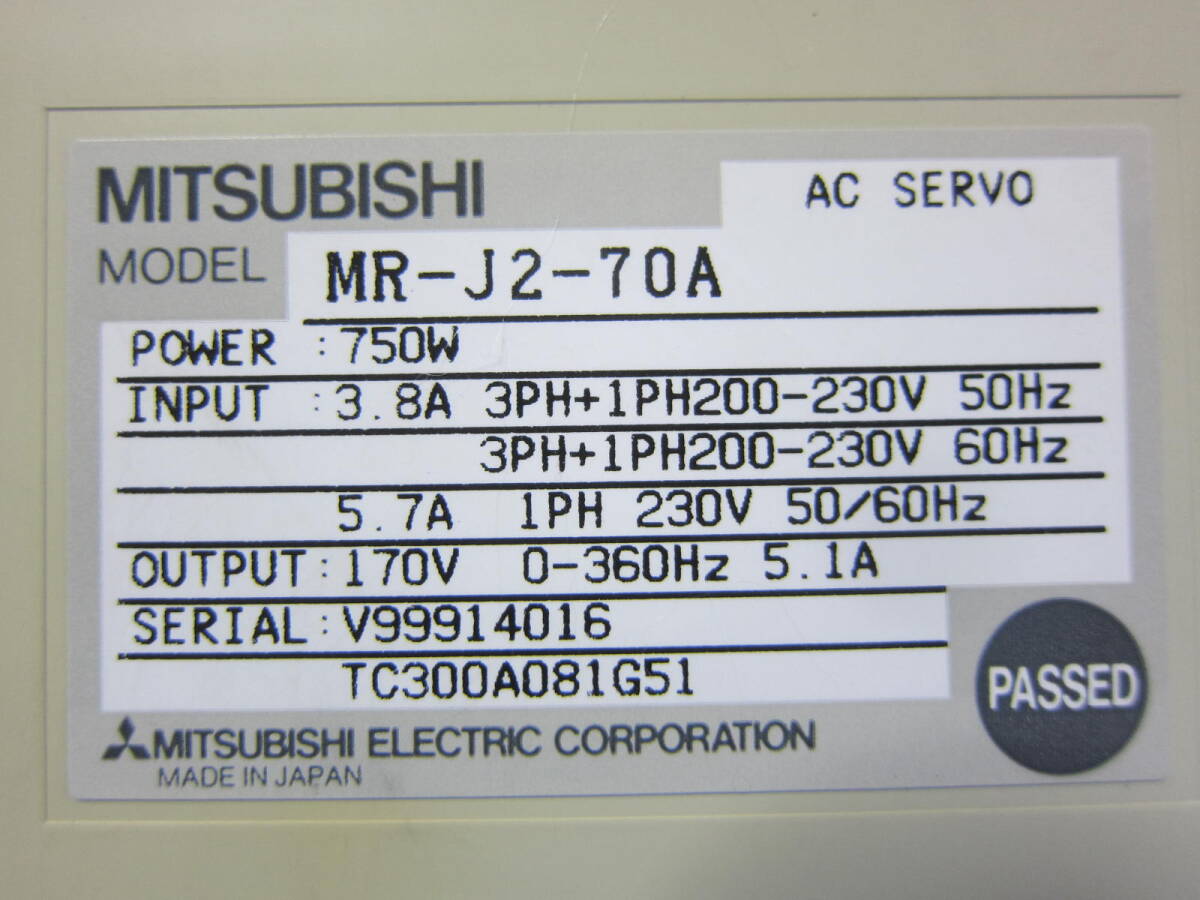 MITSUBISHI
AC SERVO
MODEL MR-J2-70A
POWER : 750W
INPUT : 3.8A 3PH+1PH200-230V 50Hz
3PH+1PH200-230V 60Hz
5.7A 1PH 230V 50/60Hz
OUTPUT : 170V 0-360Hz 5.1A
SERIAL : V99914016
TC300A081G51
PASSED
MITSUBISHI ELECTRIC CORPORATION
MADE IN JAPAN